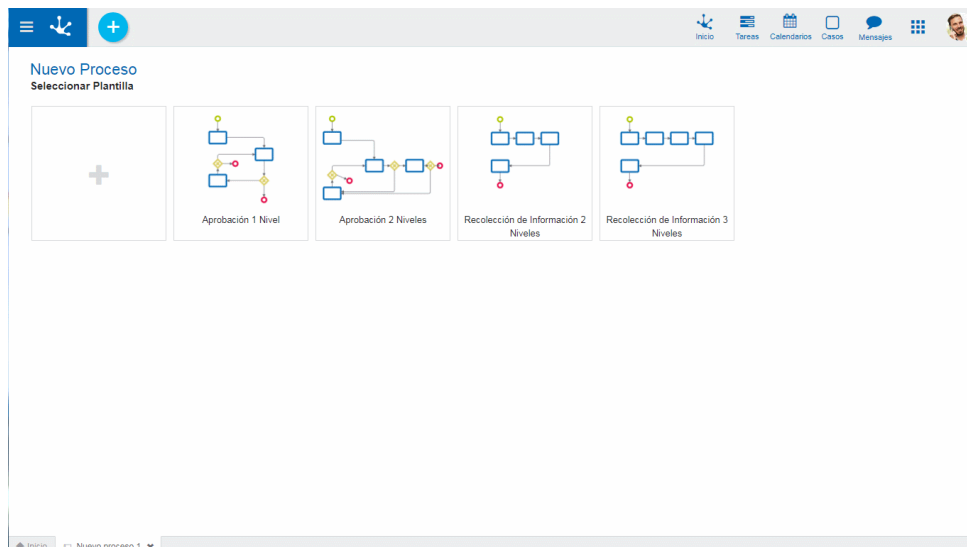 Inicio
Tareas
Calendarios
Casos
Mensajes
Nuevo Proceso
Seleccionar Plantilla
Aprobación 1 Nivel
Aprobación 2 Niveles
Recolección de Información 2
Niveles
Recolección de Información 3
Niveles
Inicio
Nuevo proceso 1